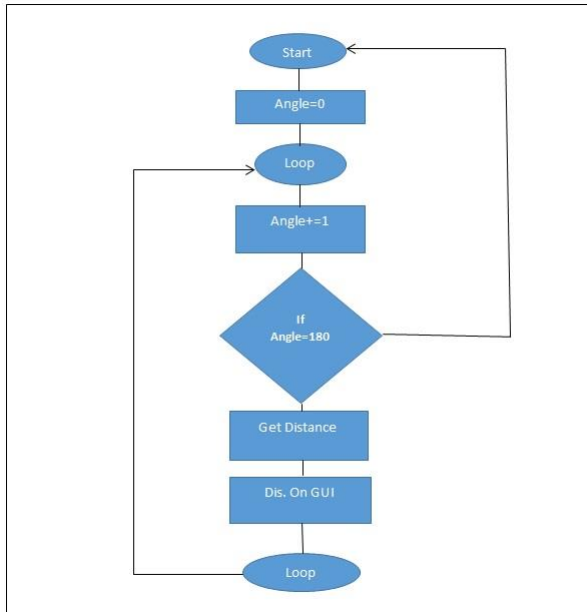 Start
Angle=0
Loop
Angle+=1
If
Angle=180
Get Distance
Dis. On GUI
Loop